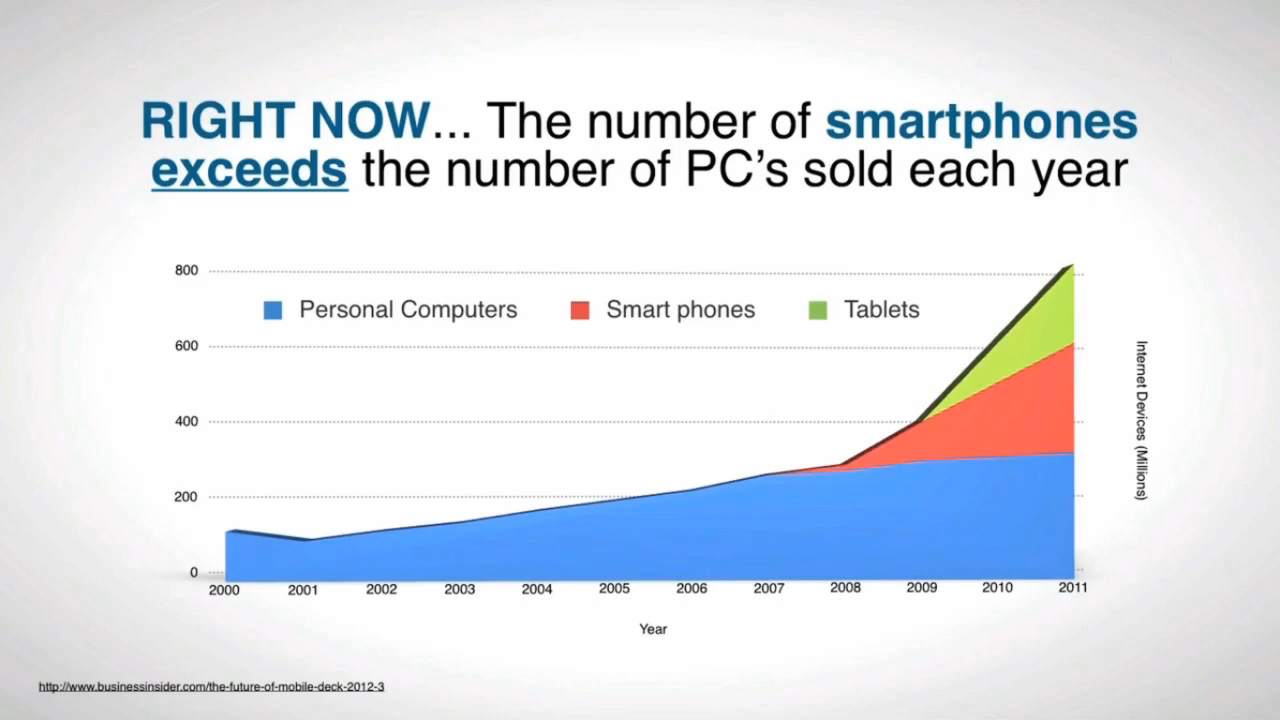 RIGHT NOW... The number of smartphones
exceeds the number of PC’s sold each year
800
Personal Computers
Smart phones
Tablets
600
400
200
0
Internet Devices (Millions)
2000 2001 2002 2003 2004 2005 2006 2007 2008 2009 2010 2011
Year
http://www.businessinsider.com/the-future-of-mobile-deck-2012-3